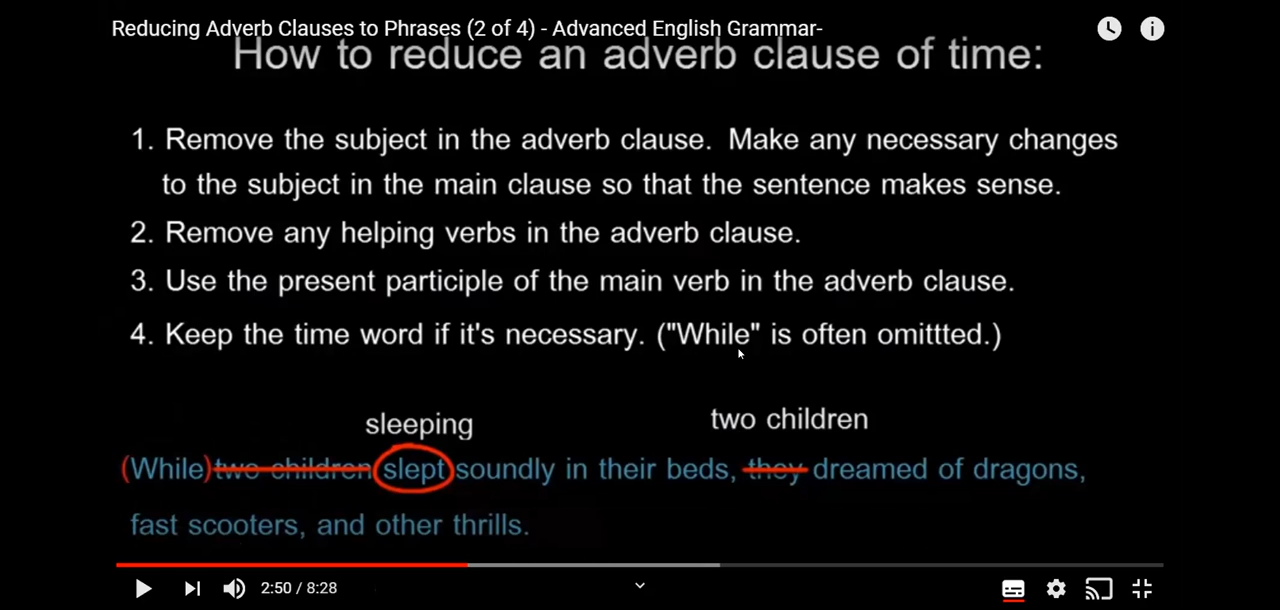 Reducing Adverb Clauses to Phrases (2 of 4) - Advanced English Grammar-
How to reduce an adverb clause of time:
1. Remove the subject in the adverb clause. Make any necessary changes
to the subject in the main clause so that the sentence makes sense.
2. Remove any helping verbs in the adverb clause.
3. Use the present participle of the main verb in the adverb clause.
4. Keep the time word if it's necessary. ("While" is often omittted.)
sleeping two children
(While) two children slept soundly in their beds, they dreamed of dragons,
fast scooters, and other thrills.
2:50 / 8:28